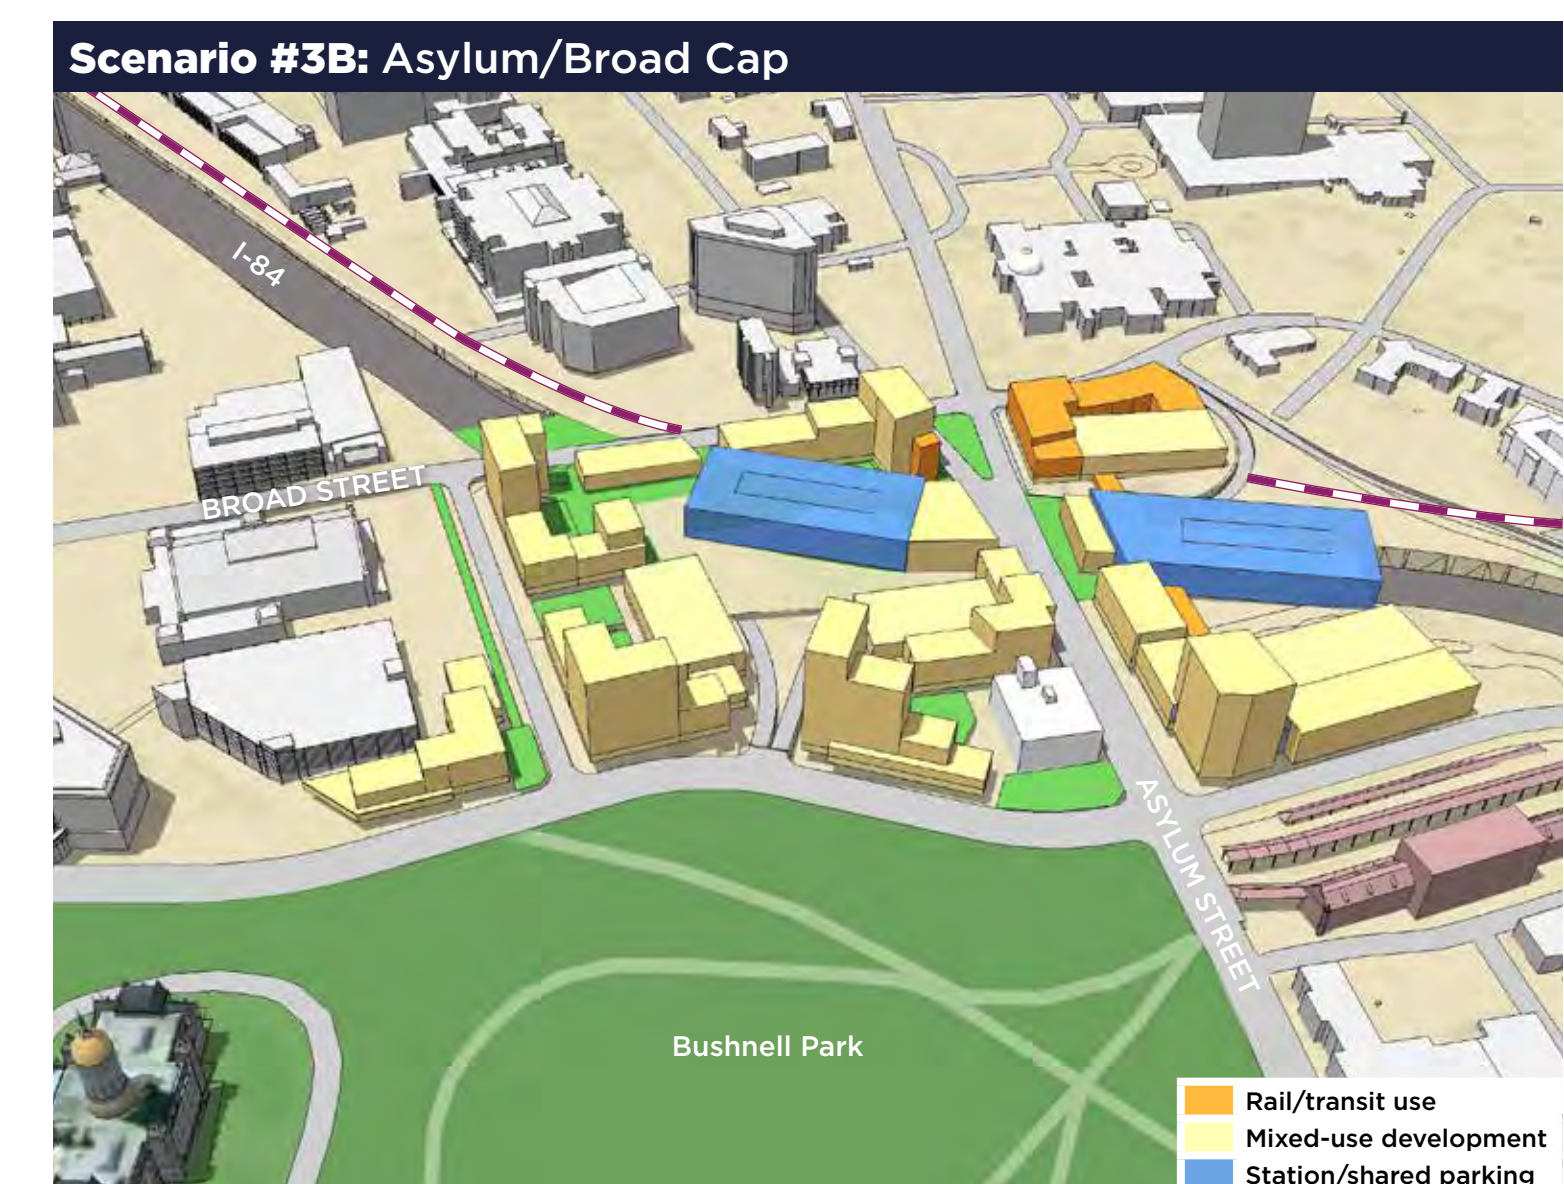 Scenario #3B: Asylum/Broad Cap
I-84
BROAD STREET
ASYLUM STREET
Bushnell Park
Rail/transit use
Mixed-use development
Station/shared parking